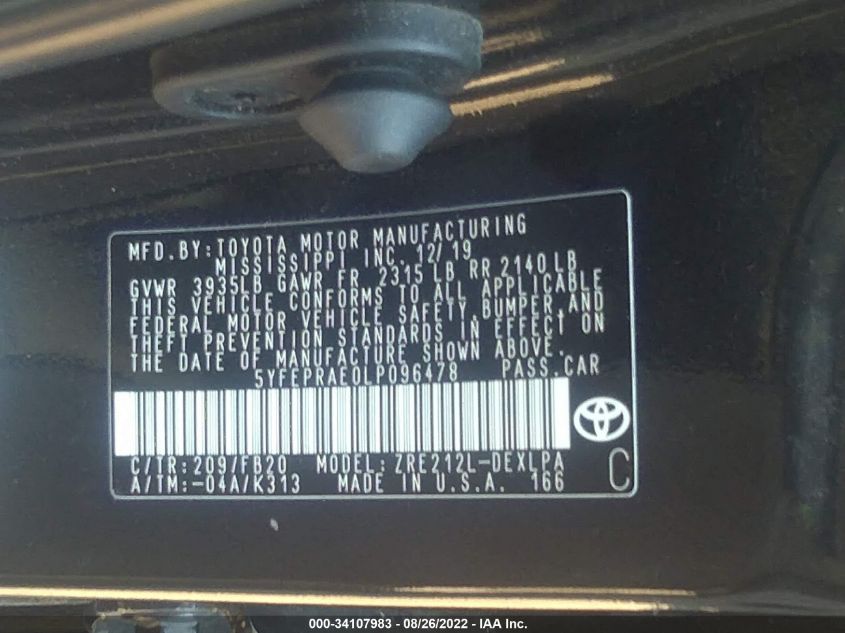 MFD.BY:TOYOTA MOTOR MANUFACTURING
MISSISSIPPI INC. 12/19
GVWR 3935LB GAWR FR 2315 LB RR 2140LB
THIS VEHICLE CONFORMS TO ALL APPLICABLE
FEDERAL MOTOR VEHICLE SAFETY,BUMPER,AND
THEFT PREVENTION STANDARDS IN EFFECT ON
THE DATE OF MANUFACTURE SHOWN ABOVE.
5YFEPRAE0LP096478 PASS.CAR
C/TR:209/FB20 MODEL:ZRE212L-DEXLPA
A/TM:-04A/K313 MADE IN U.S.A. 166 C
000-34107983 - 08/26/2022 - IAA Inc.